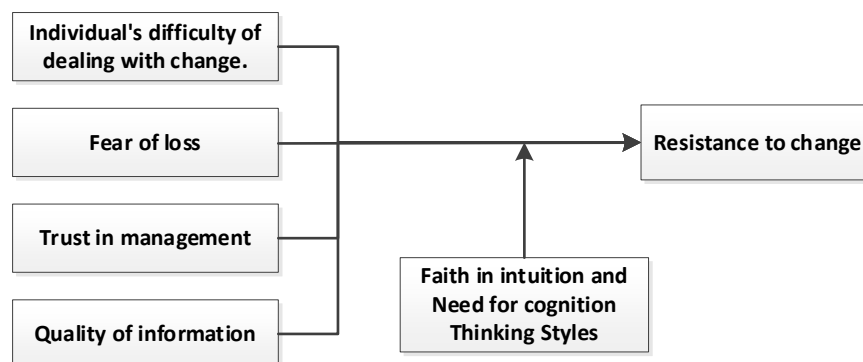 Individual's difficulty of
dealing with change.
Fear of loss
Resistance to change
Trust in management
Faith in intuition and
Need for cognition
Thinking Styles
Quality of information